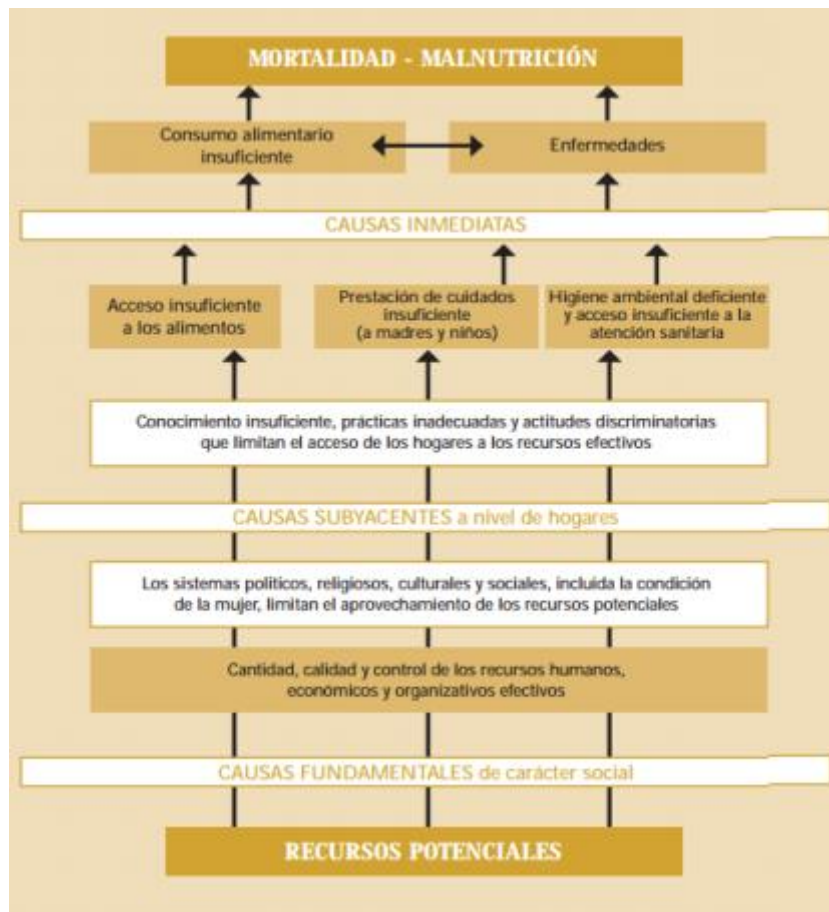 MORTALIDAD - MALNUTRICIÓN
Consumo alimentario
insuficiente
Enfermedades
CAUSAS INMEDIATAS
Acceso insuficiente
a los alimentos
Prestación de cuidados
insuficiente
(a madres y niños)
Higiene ambiental deficiente
y acceso insuficiente a la
atención sanitaria
Conocimiento insuficiente, prácticas inadecuadas y actitudes discriminatorias
que limitan el acceso de los hogares a los recursos efectivos
CAUSAS SUBYACENTES a nivel de hogares
Los sistemas políticos, religiosos, culturales y sociales, incluida la condición
de la mujer, limitan el aprovechamiento de los recursos potenciales
Cantidad, calidad y control de los recursos humanos,
económicos y organizativos efectivos
CAUSAS FUNDAMENTALES de carácter social
RECURSOS POTENCIALES